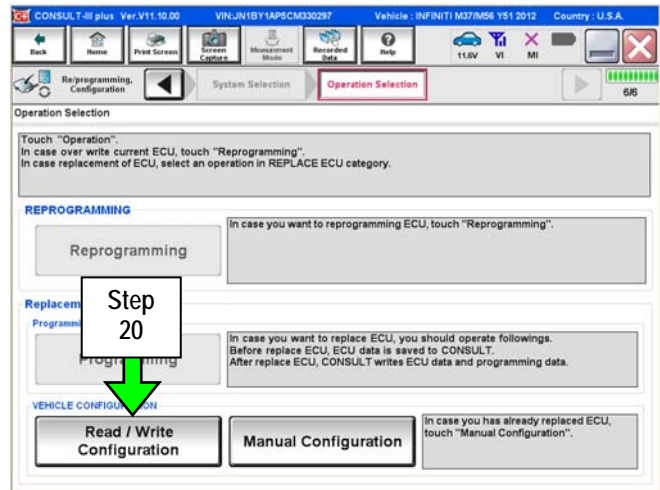 CONSULT-III plus Ver.V11.10.00 VIN:JN1BY1AP5CM330297 Vehicle : INFINITI M37/M56 Y51 2012 Country : U.S.A.
Back Home Print Screen Screen Capture Measurement Mode Recorded Data Help 11.6V VI MI
Re/programming, Configuration System Selection Operation Selection 6/6
Operation Selection
Touch "Operation".
In case over write current ECU, touch "Reprogramming".
In case replacement of ECU, select an operation in REPLACE ECU category.
REPROGRAMMING
Reprogramming
In case you want to reprogramming ECU, touch "Reprogramming".
Step
20
In case you want to replace ECU, you should operate followings.
Before replace ECU, ECU data is saved to CONSULT.
After replace ECU, CONSULT writes ECU data and programming data.
VEHICLE
Read / Write
Configuration
Manual Configuration
In case you has already replaced ECU,
touch "Manual Configuration".